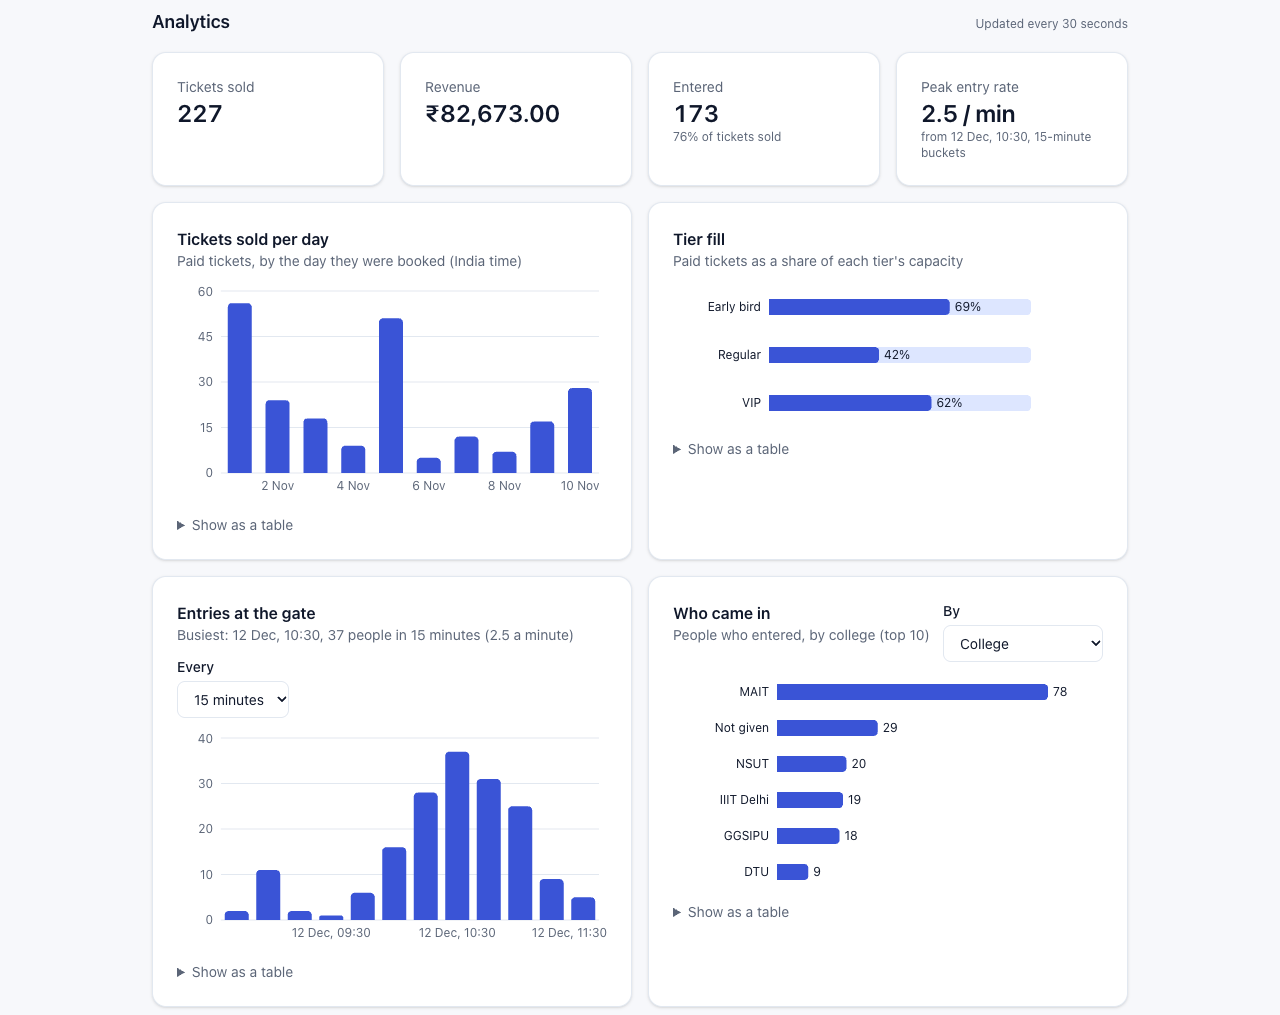 Analytics
Updated every 30 seconds
Tickets sold
227
Revenue
₹82,673.00
Entered
173
76% of tickets sold
Peak entry rate
2.5 / min
from 12 Dec, 10:30, 15-minute
buckets
Tickets sold per day
Paid tickets, by the day they were booked (India time)
60
45
30
15
0
2 Nov 4 Nov 6 Nov 8 Nov 10 Nov
Show as a table
Tier fill
Paid tickets as a share of each tier's capacity
Early bird 69%
Regular 42%
VIP 62%
Show as a table
Entries at the gate
Busiest: 12 Dec, 10:30, 37 people in 15 minutes (2.5 a minute)
Every
15 minutes
40
30
20
10
0
12 Dec, 09:30 12 Dec, 10:30 12 Dec, 11:30
Show as a table
Who came in
People who entered, by college (top 10)
By
College
MAIT 78
Not given 29
NSUT 20
IIIT Delhi 19
GGSIPU 18
DTU 9
Show as a table